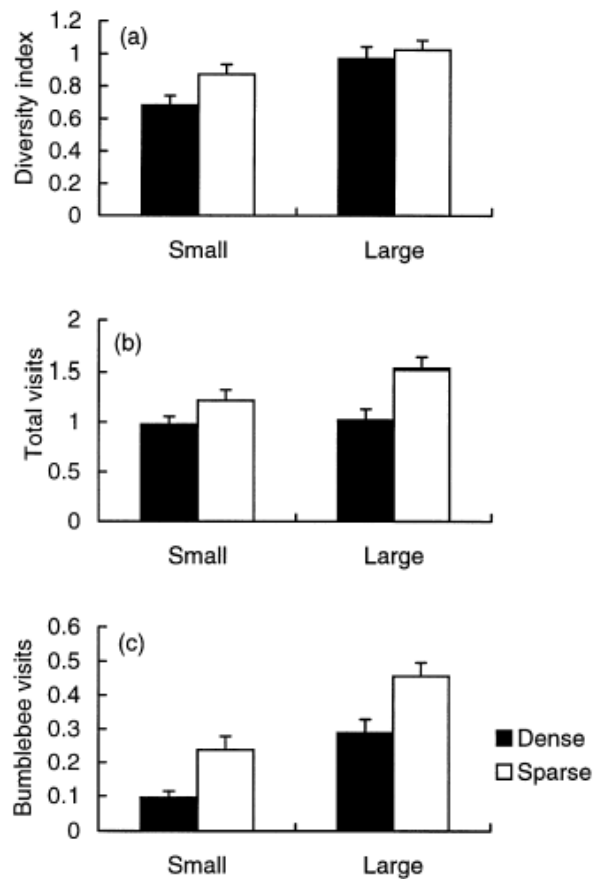 (a)
Diversity index
1.2
1
0.8
0.6
0.4
0.2
0
Small Large
(b)
Total visits
2
1.5
1
0.5
0
Small Large
(c)
Bumblebee visits
0.6
0.5
0.4
0.3
0.2
0.1
0
Small Large
Dense
Sparse